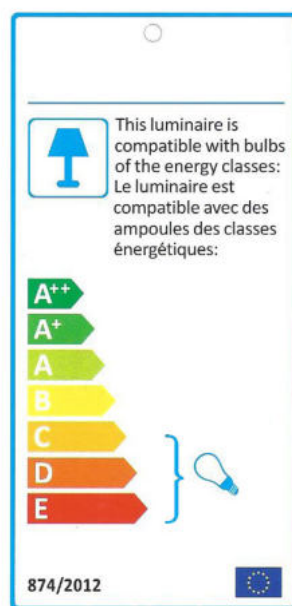 This luminaire is
compatible with bulbs
of the energy classes:
Le luminaire est
compatible avec des
ampoules des classes
énergétiques:
A++
A+
A
B
C
D
E
874/2012